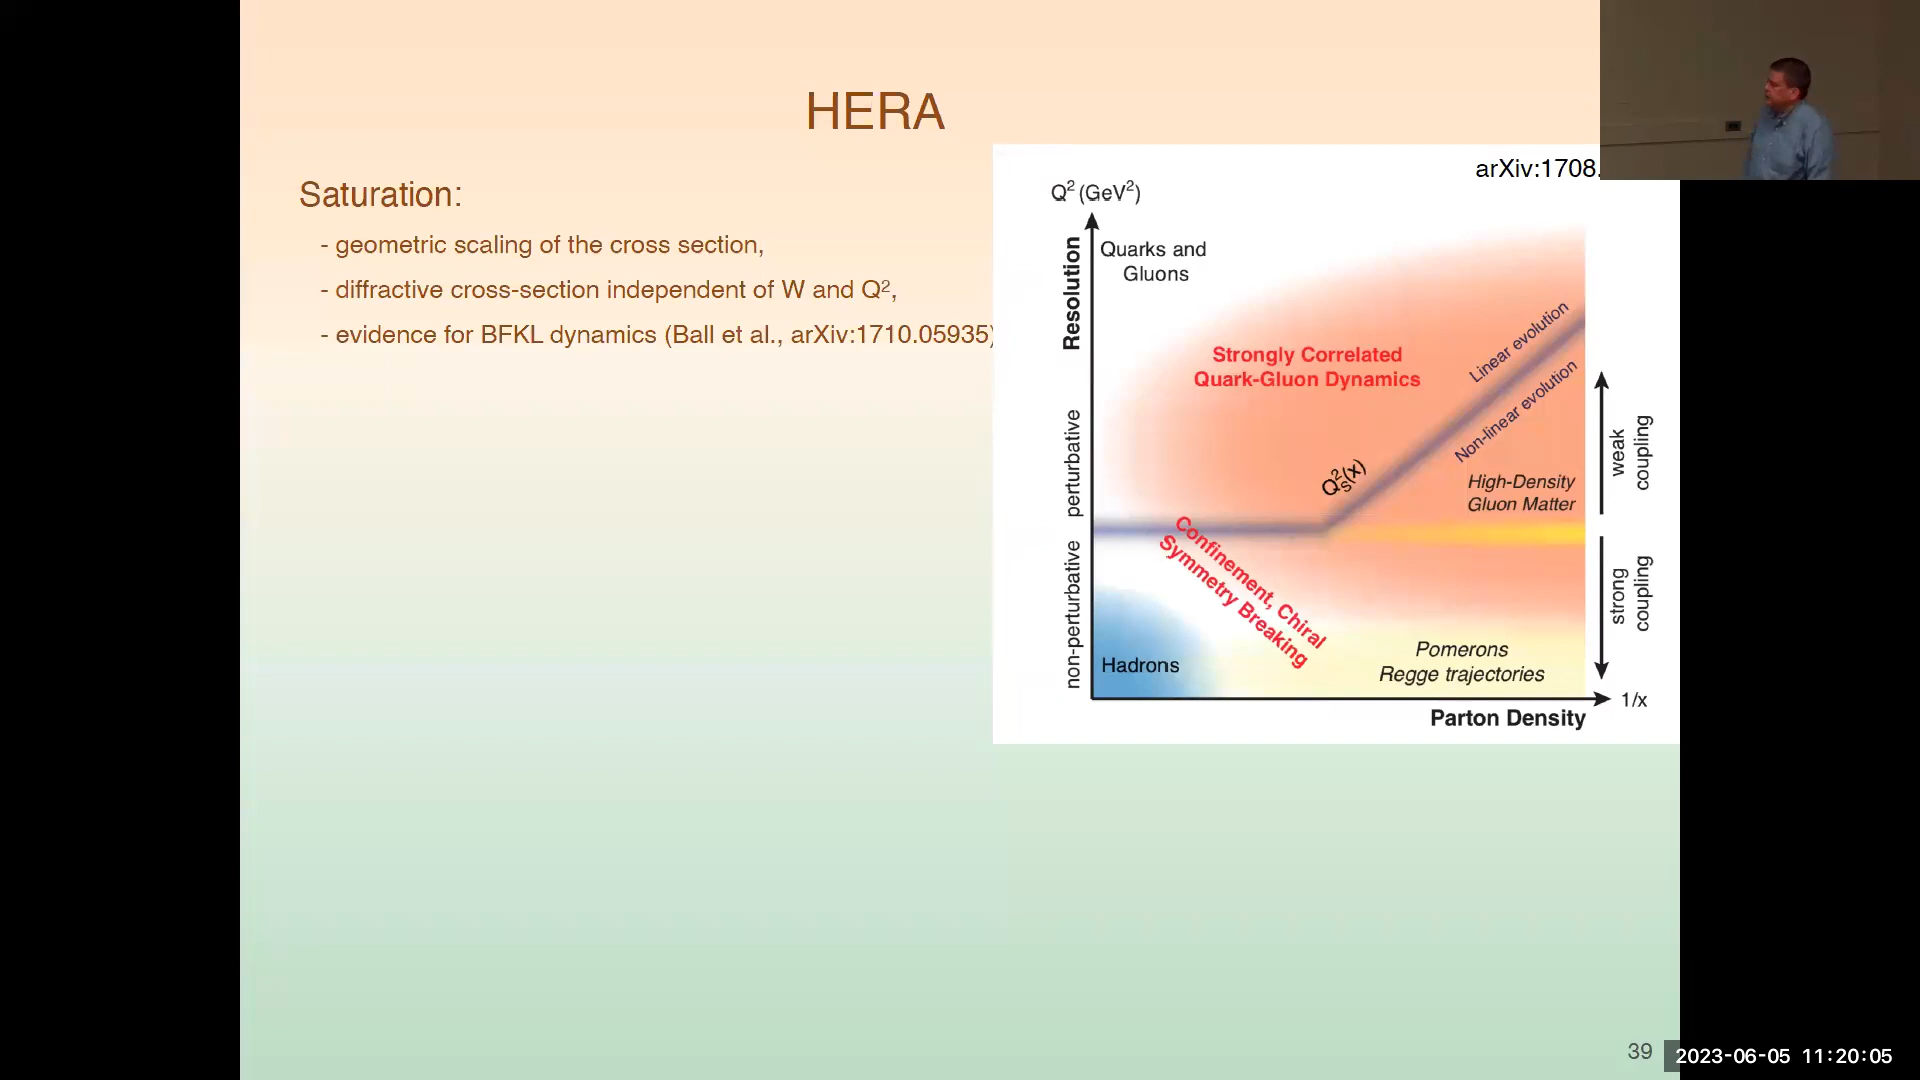 HERA
Saturation:
- geometric scaling of the cross section,
- diffractive cross-section independent of W and Q²,
- evidence for BFKL dynamics (Ball et al., arXiv:1710.05935)
arXiv:1708.
Q² (GeV²)
Resolution
Quarks and
Gluons
Strongly Correlated
Quark-Gluon Dynamics
Linear evolution
Non-linear evolution
Q²s(x)
High-Density
Gluon Matter
perturbative
non-perturbative
weak
coupling
strong
coupling
Confinement, Chiral
Symmetry Breaking
Hadrons
Pomerons
Regge trajectories
1/x
Parton Density
39
2023-06-05 11:20:05